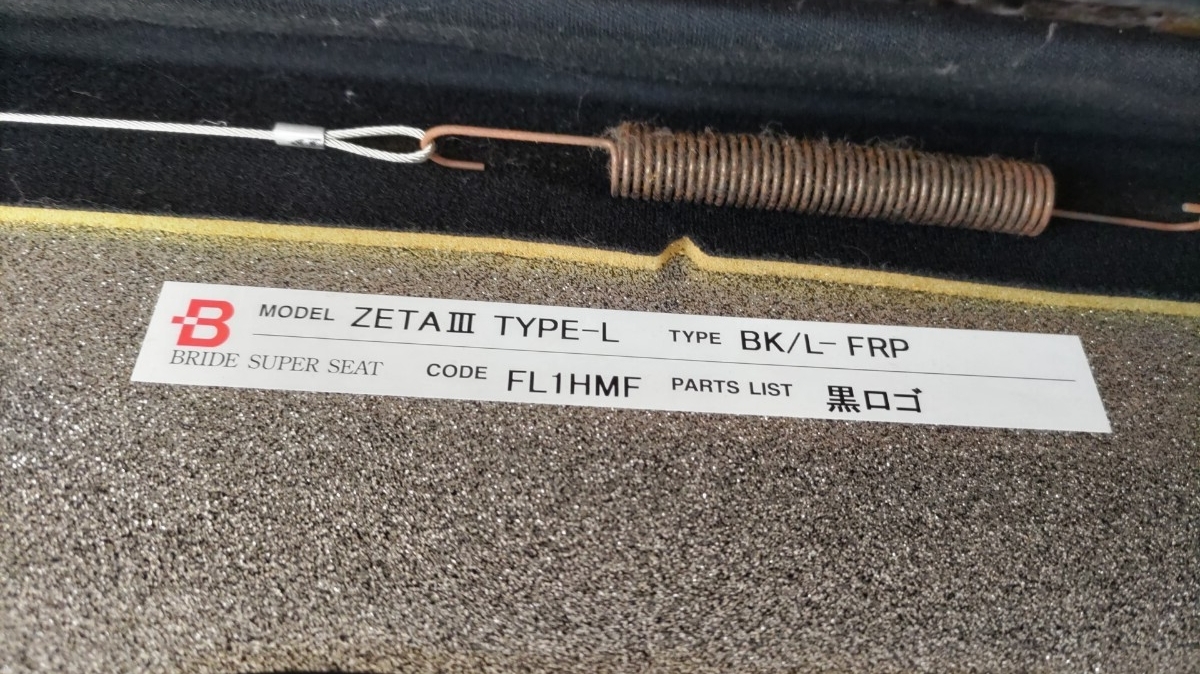 B MODEL ZETAⅢ TYPE-L TYPE BK/L-FRP
BRIDE SUPER SEAT CODE FL1HMF PARTS LIST 黒ロゴ